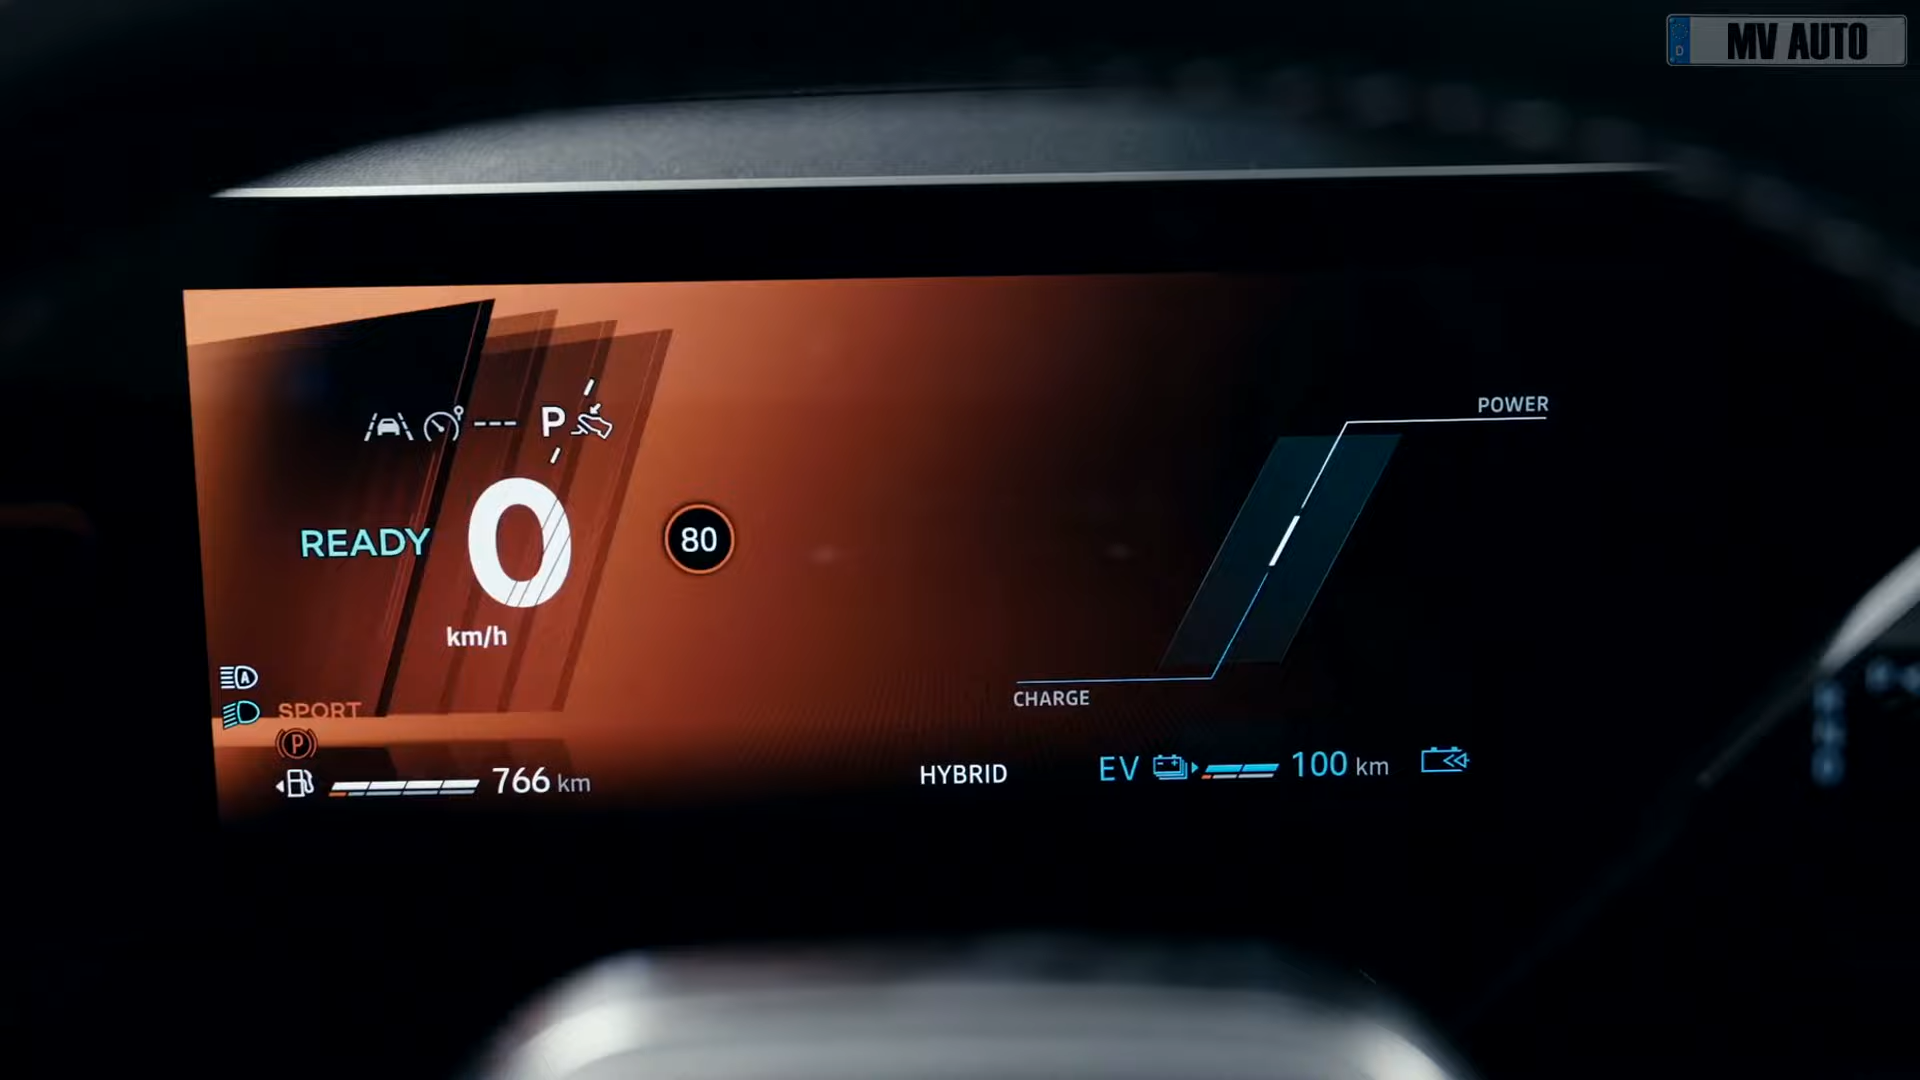 MV AUTO
POWER
--- P
READY 0 80
km/h
A
SPORT
CHARGE
P
766 km
HYBRID
EV 100 km